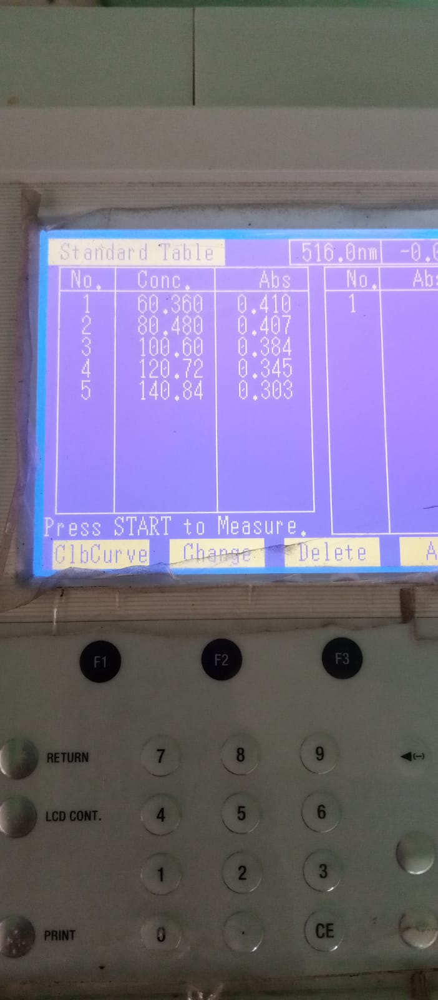 Standard Table 516.0nm -0.0
No. Conc. Abs No. Abs
1 60.360 0.410 1
2 80.480 0.407
3 100.60 0.384
4 120.72 0.345
5 140.84 0.303
Press START to Measure.
ClbCurve Change Delete A
F1 F2 F3
RETURN 7 8 9 ◀(–)
LCD CONT. 4 5 6
1 2 3
PRINT 0 . CE